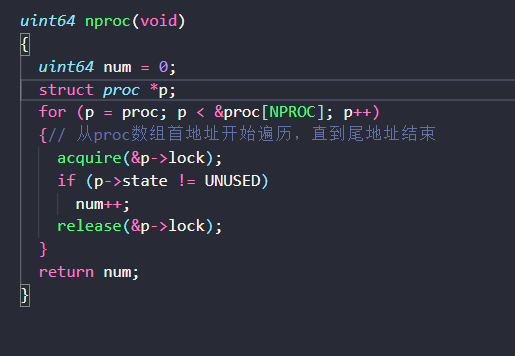 uint64 nproc(void)
{
  uint64 num = 0;
  struct proc *p;
  for (p = proc; p < &proc[NPROC]; p++)
  {// 从proc数组首地址开始遍历，直到尾地址结束
    acquire(&p->lock);
    if (p->state != UNUSED)
      num++;
    release(&p->lock);
  }
  return num;
}